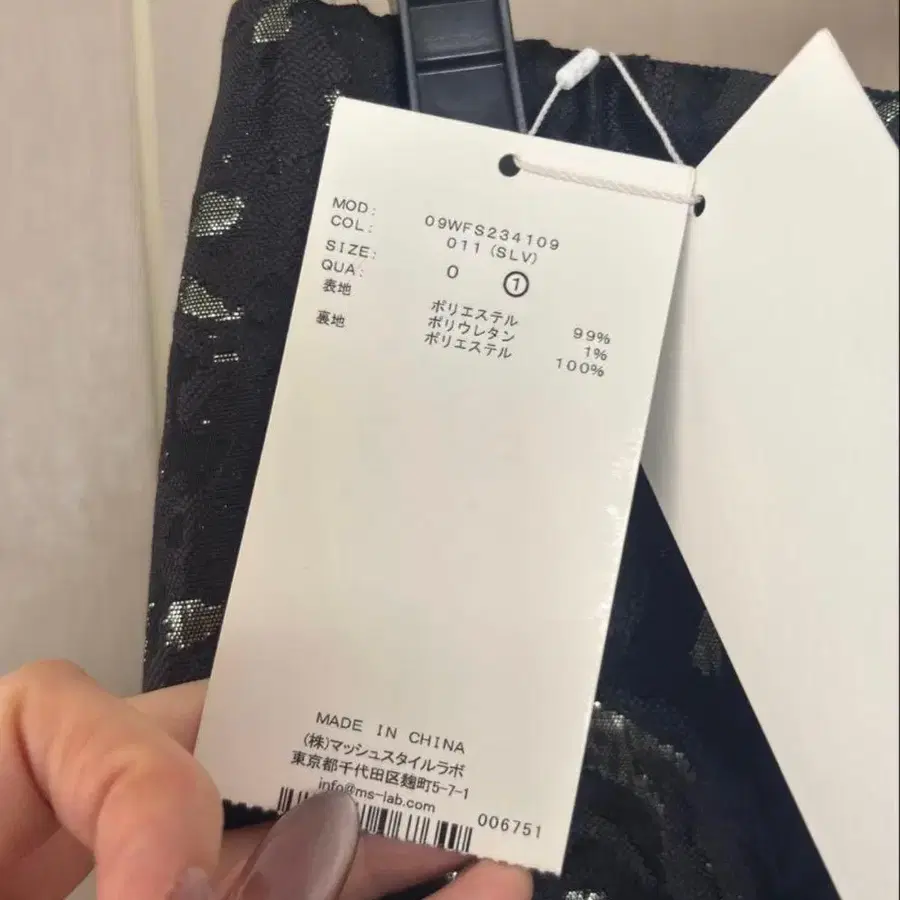 MOD: 09WFS234109
COL: 011(SLV)
SIZE: 0 ①
QUA:
表地 ポリエステル 99%
ポリウレタン 1%
裏地 ポリエステル 100%
MADE IN CHINA
(株)マッシュスタイルラボ
東京都千代田区麹町5-7-1
info@ms-lab.com
006751